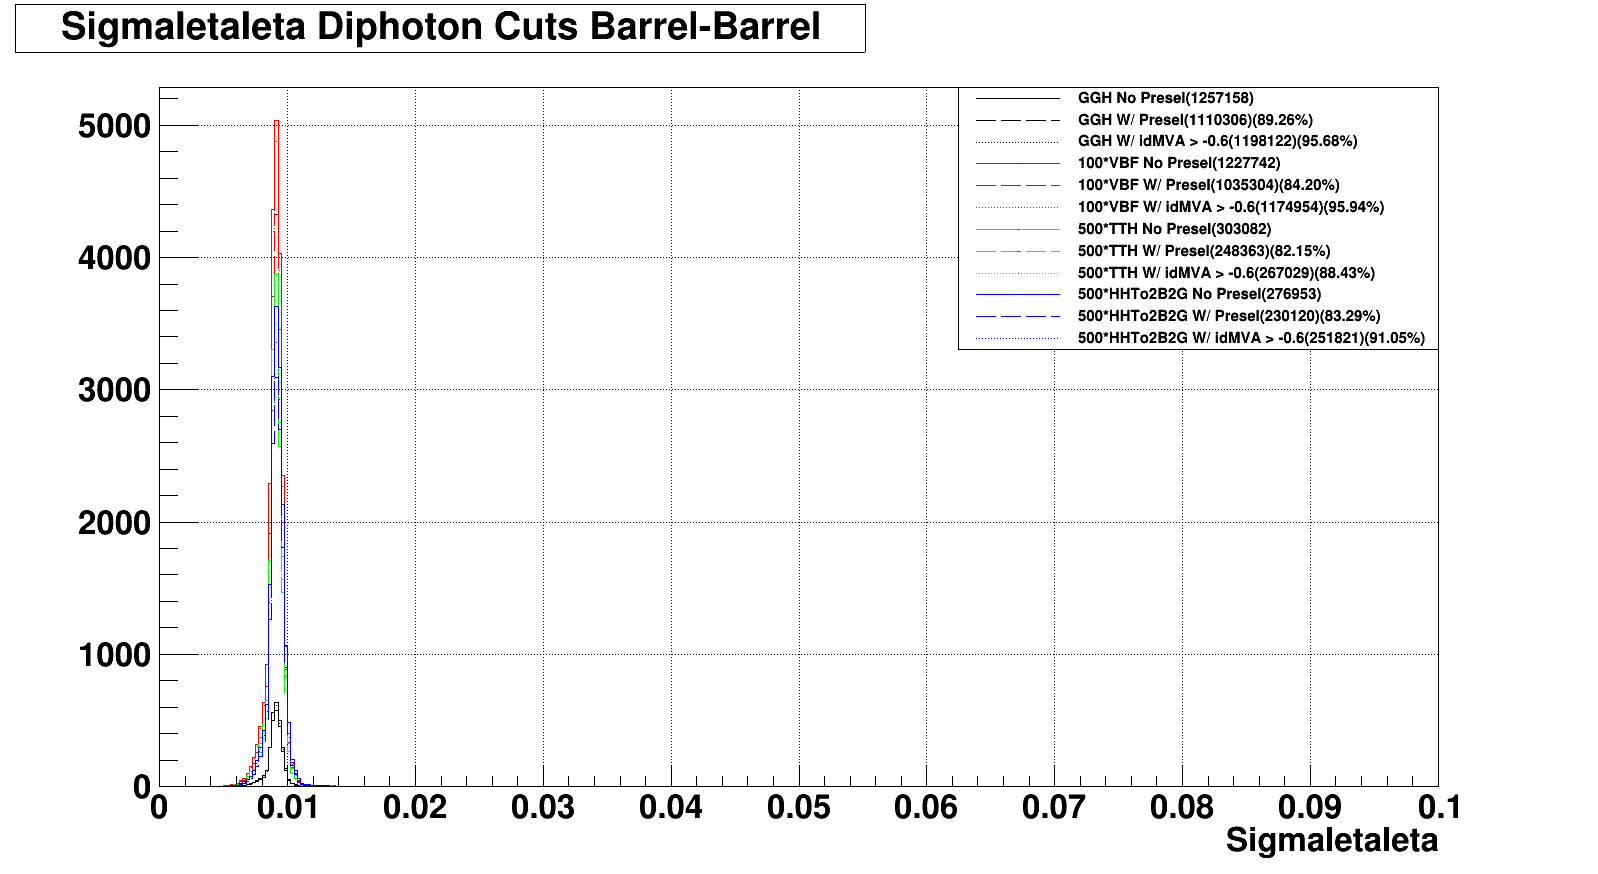 Sigmaletaleta Diphoton Cuts Barrel-Barrel
GGH No Presel(1257158)
GGH W/ Presel(1110306)(89.26%)
GGH W/ idMVA > -0.6(1198122)(95.68%)
100*VBF No Presel(1227742)
100*VBF W/ Presel(1035304)(84.20%)
100*VBF W/ idMVA > -0.6(1174954)(95.94%)
500*TTH No Presel(303082)
500*TTH W/ Presel(248363)(82.15%)
500*TTH W/ idMVA > -0.6(267029)(88.43%)
500*HHTo2B2G No Presel(276953)
500*HHTo2B2G W/ Presel(230120)(83.29%)
500*HHTo2B2G W/ idMVA > -0.6(251821)(91.05%)
5000
4000
3000
2000
1000
0
0 0.01 0.02 0.03 0.04 0.05 0.06 0.07 0.08 0.09 0.1
Sigmaletaleta